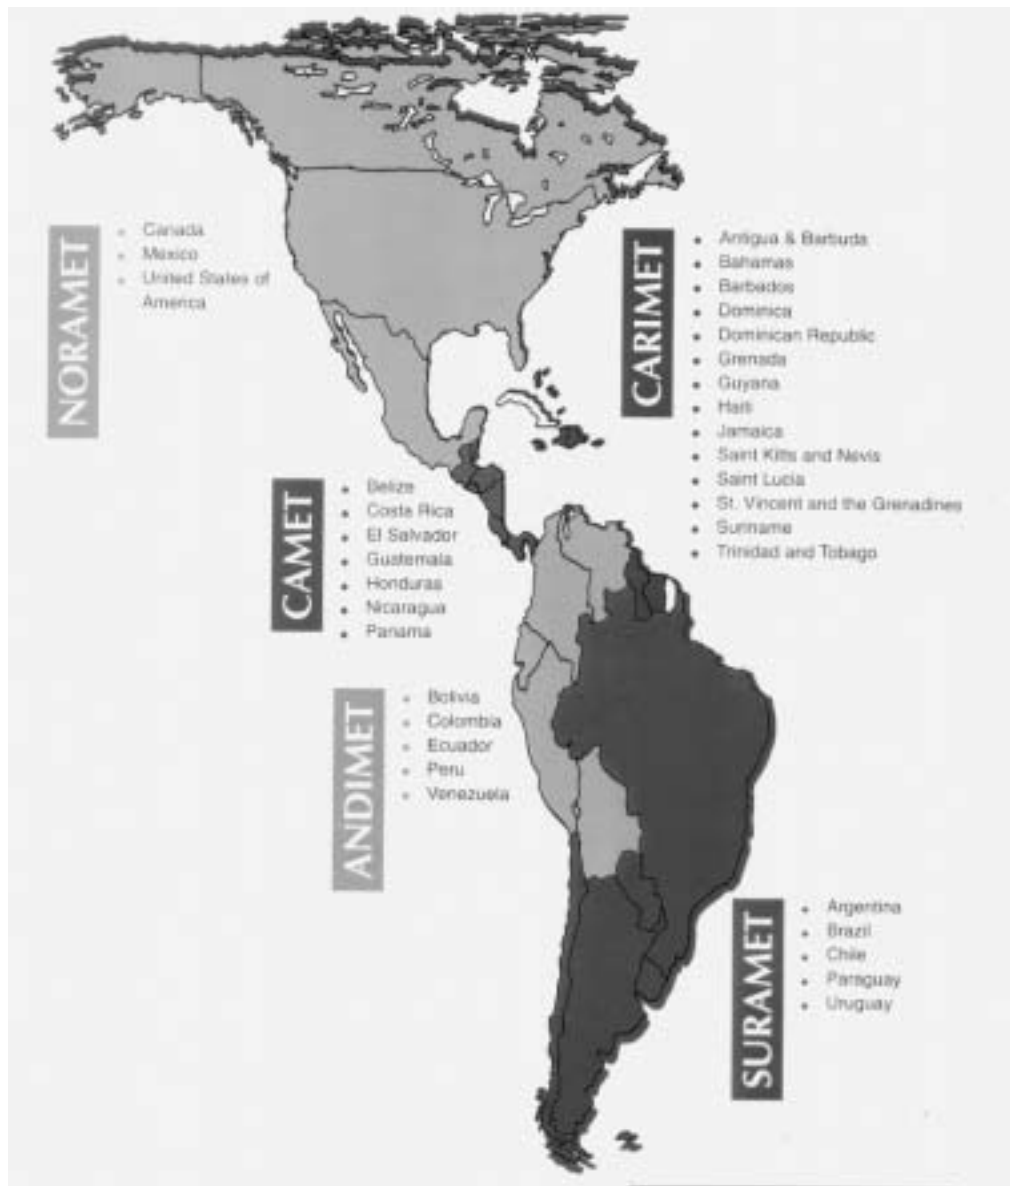 NORAMET
Canada
Mexico
United States of
America
CARIMET
Antigua & Barbuda
Bahamas
Barbados
Dominica
Dominican Republic
Grenada
Guyana
Haiti
Jamaica
Saint Kitts and Nevis
Saint Lucia
St. Vincent and the Grenadines
Suriname
Trinidad and Tobago
CAMET
Belize
Costa Rica
El Salvador
Guatemala
Honduras
Nicaragua
Panama
ANDIMET
Bolivia
Colombia
Ecuador
Peru
Venezuela
SURAMET
Argentina
Brazil
Chile
Paraguay
Uruguay